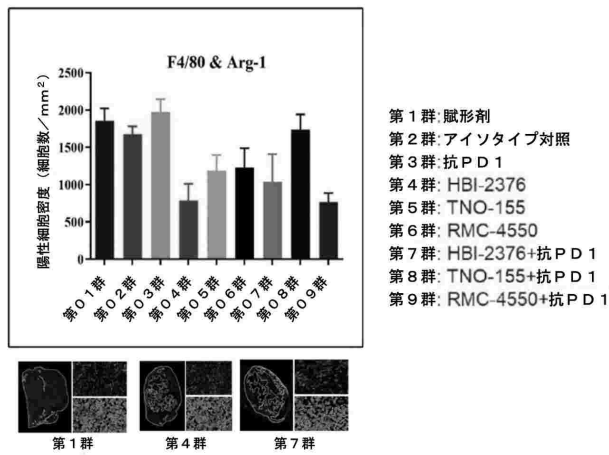 F4/80 & Arg-1
陽性細胞密度（細胞数／mm²）
2500
2000
1500
1000
500
0
第０１群
第０２群
第０３群
第０４群
第０５群
第０６群
第０７群
第０８群
第０９群
第１群:賦形剤
第２群:アイソタイプ対照
第３群:抗ＰＤ１
第４群: HBI-2376
第５群: TNO-155
第６群: RMC-4550
第７群: HBI-2376+抗ＰＤ１
第８群: TNO-155+抗ＰＤ１
第９群: RMC-4550+抗ＰＤ１
第１群
第４群
第７群